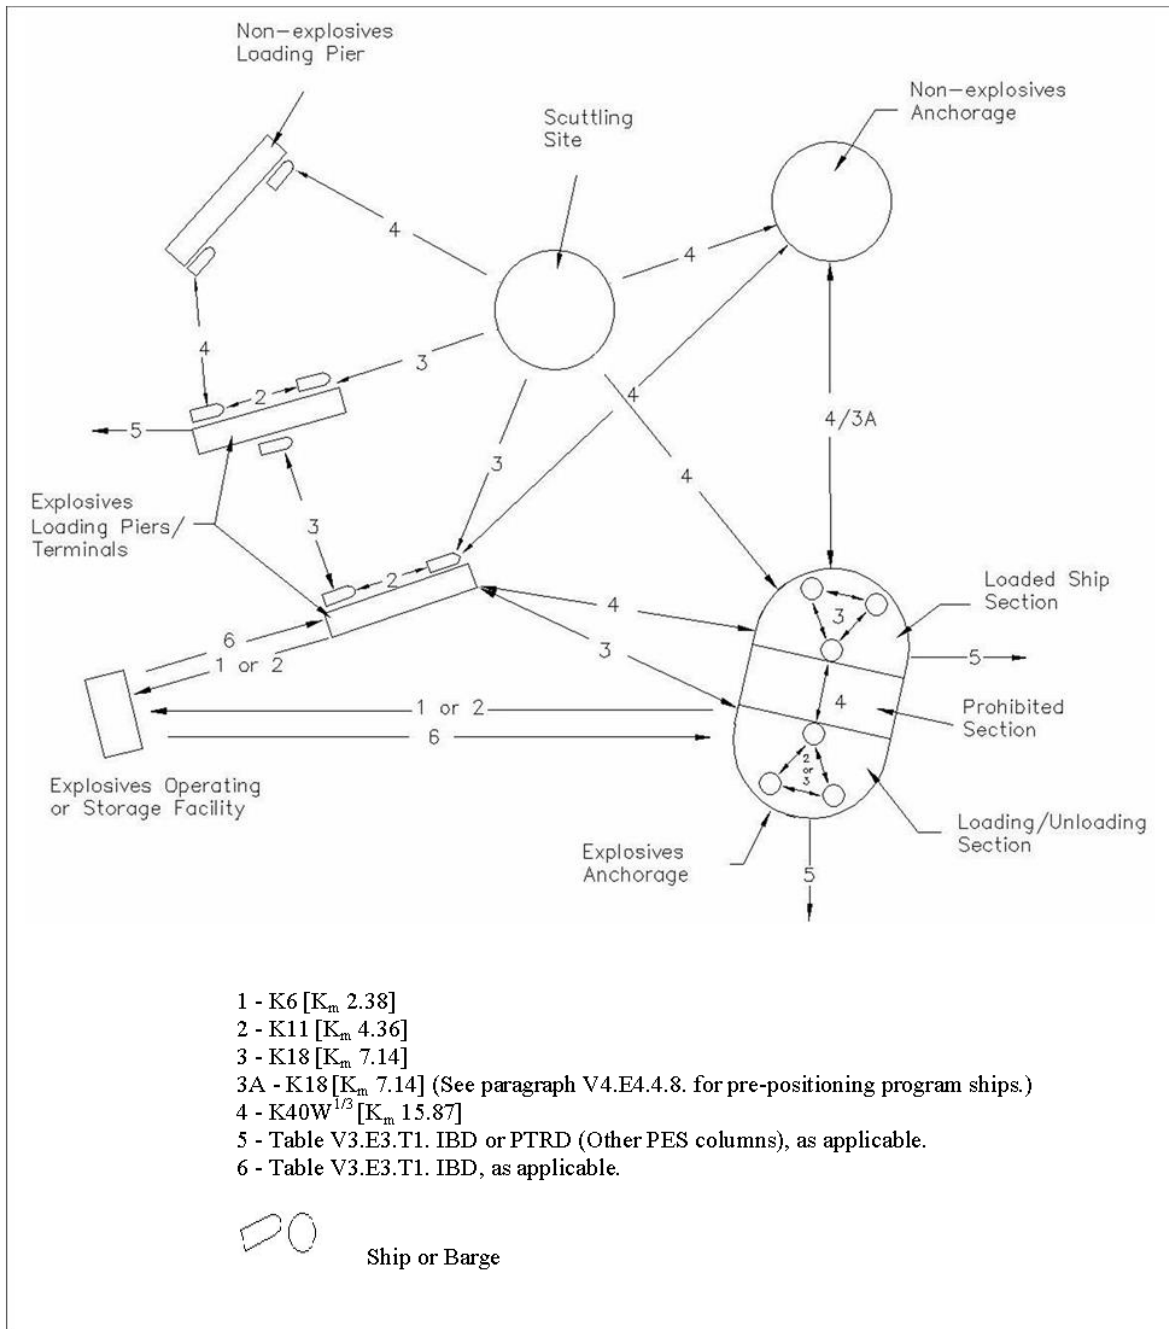 Non-explosives
Loading Pier
Scuttling
Site
Non-explosives
Anchorage
4
4
4
3
2
5
4
4/3A
3
4
Explosives
Loading Piers/
Terminals
3
2
Loaded Ship
Section
3
4
6
1 or 2
3
5
1 or 2
4
Prohibited
Section
6
Explosives Operating
or Storage Facility
2
or
3
Loading/Unloading
Section
Explosives
Anchorage
5
1 - K6 [Km 2.38]
2 - K11 [Km 4.36]
3 - K18 [Km 7.14]
3A - K18 [Km 7.14] (See paragraph V4.E4.4.8. for pre-positioning program ships.)
4 - K40W1/3 [Km 15.87]
5 - Table V3.E3.T1. IBD or PTRD (Other PES columns), as applicable.
6 - Table V3.E3.T1. IBD, as applicable.
Ship or Barge